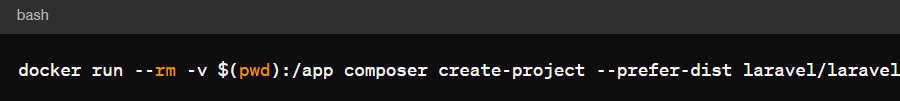 bash
docker run --rm -v $(pwd):/app composer create-project --prefer-dist laravel/laravel